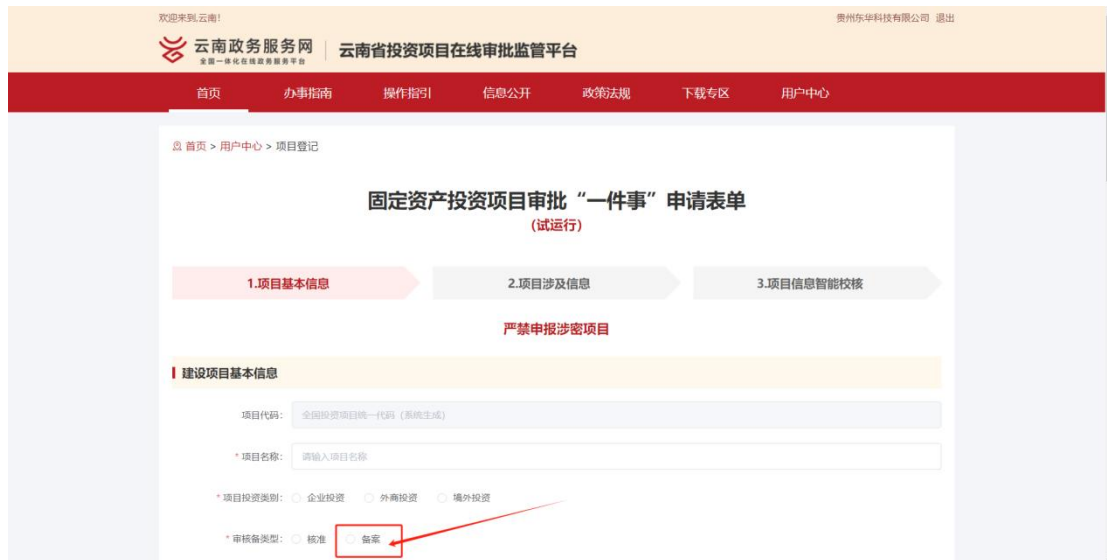 欢迎来到,云南! 贵州东华科技有限公司 退出
云南政务服务网 云南省投资项目在线审批监管平台
全国一体化在线政务服务平台
首页 办事指南 操作指引 信息公开 政策法规 下载专区 用户中心
首页 > 用户中心 > 项目登记
固定资产投资项目审批“一件事”申请表单
(试运行)
1.项目基本信息 2.项目涉及信息 3.项目信息智能校核
严禁申报涉密项目
建设项目基本信息
项目代码: 全国投资项目统一代码 (系统生成)
* 项目名称: 请输入项目名称
* 项目投资类别: 企业投资 外商投资 境外投资
* 审核备类型: 核准 备案